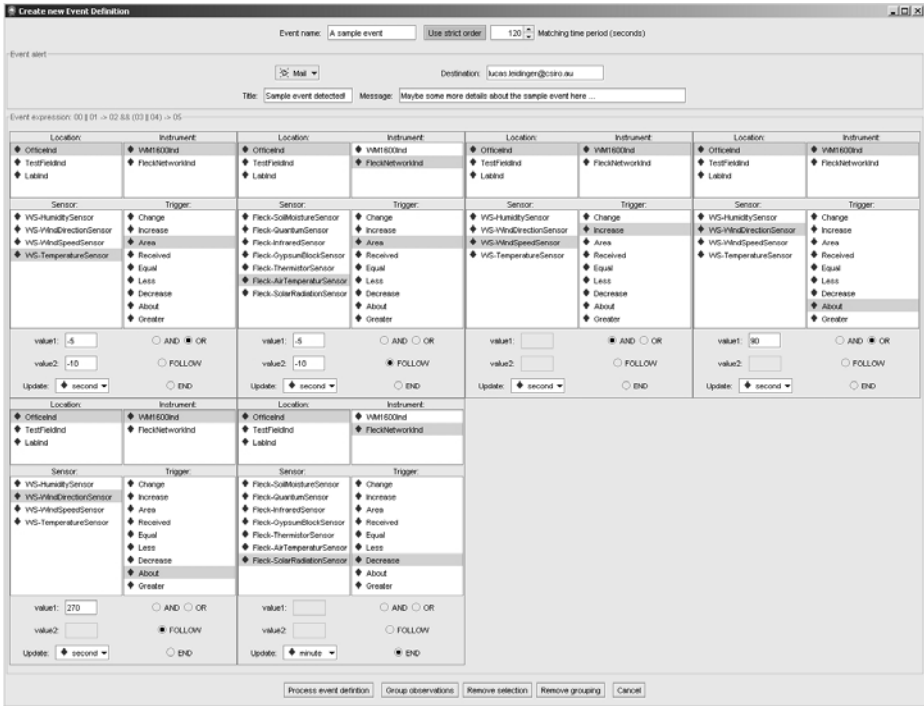 Create new Event Definition
Event name: A sample event Use strict order 120 Matching time period (seconds)
Event alert
Mail Destination: lucas.leidinger@csiro.au
Title: Sample event detected! Message: Maybe some more details about the sample event here ...
Event expression: 00 || 01 -> 02 && (03 || 04) -> 05
Location: Instrument:
OfficeInd WM1600Ind
TestFieldInd FleckNetworkInd
LabInd
Sensor: Trigger:
WS-HumiditySensor Change
WS-WindDirectionSensor Increase
WS-WindSpeedSensor Area
WS-TemperatureSensor Received
Equal
Less
Decrease
About
Greater
value1: -5 AND OR
value2: -10 FOLLOW
Update: second END
Location: Instrument:
OfficeInd WM1600Ind
TestFieldInd FleckNetworkInd
LabInd
Sensor: Trigger:
Fleck-SoilMoistureSensor Change
Fleck-QuantumSensor Increase
Fleck-InfraredSensor Area
Fleck-GypsumBlockSensor Received
Fleck-ThermistorSensor Equal
Fleck-AirTemperaturSensor Less
Fleck-SolarRadiationSensor Decrease
About
Greater
value1: -5 AND OR
value2: -10 FOLLOW
Update: second END
Location: Instrument:
OfficeInd WM1600Ind
TestFieldInd FleckNetworkInd
LabInd
Sensor: Trigger:
WS-HumiditySensor Change
WS-WindDirectionSensor Increase
WS-WindSpeedSensor Area
WS-TemperatureSensor Received
Equal
Less
Decrease
About
Greater
value1: AND OR
value2: FOLLOW
Update: second END
Location: Instrument:
OfficeInd WM1600Ind
TestFieldInd FleckNetworkInd
LabInd
Sensor: Trigger:
WS-HumiditySensor Change
WS-WindDirectionSensor Increase
WS-WindSpeedSensor Area
WS-TemperatureSensor Received
Equal
Less
Decrease
About
Greater
value1: 90 AND OR
value2: FOLLOW
Update: second END
Location: Instrument:
OfficeInd WM1600Ind
TestFieldInd FleckNetworkInd
LabInd
Sensor: Trigger:
WS-HumiditySensor Change
WS-WindDirectionSensor Increase
WS-WindSpeedSensor Area
WS-TemperatureSensor Received
Equal
Less
Decrease
About
Greater
value1: 270 AND OR
value2: FOLLOW
Update: second END
Location: Instrument:
OfficeInd WM1600Ind
TestFieldInd FleckNetworkInd
LabInd
Sensor: Trigger:
Fleck-SoilMoistureSensor Change
Fleck-QuantumSensor Increase
Fleck-InfraredSensor Area
Fleck-GypsumBlockSensor Received
Fleck-ThermistorSensor Equal
Fleck-AirTemperaturSensor Less
Fleck-SolarRadiationSensor Decrease
About
Greater
value1: AND OR
value2: FOLLOW
Update: minute END
Process event defintion Group observations Remove selection Remove grouping Cancel